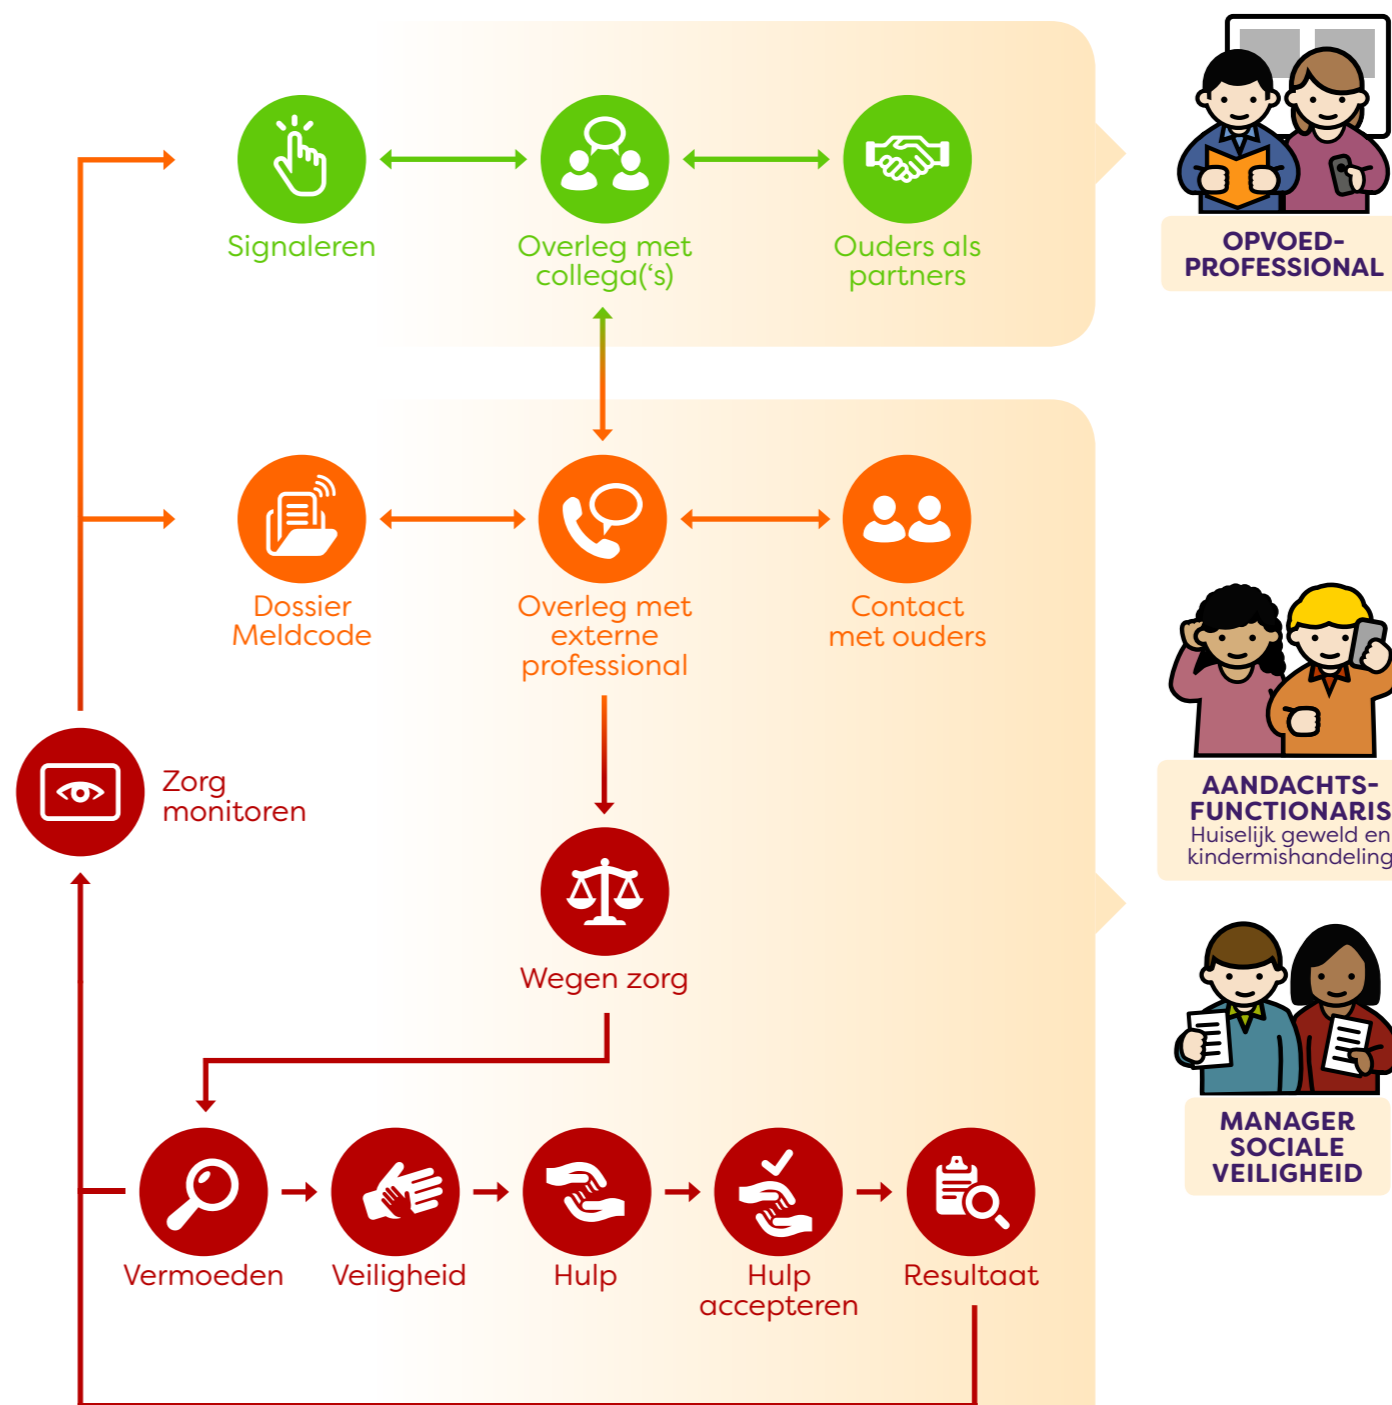 Signaleren
Overleg met
collega(‘s)
Ouders als
partners
OPVOED-
PROFESSIONAL
Dossier
Meldcode
Overleg met
externe
professional
Contact
met ouders
Zorg
monitoren
AANDACHTS-
FUNCTIONARIS
Huiselijk geweld en
kindermishandeling
Wegen zorg
MANAGER
SOCIALE
VEILIGHEID
Vermoeden
Veiligheid
Hulp
Hulp
accepteren
Resultaat